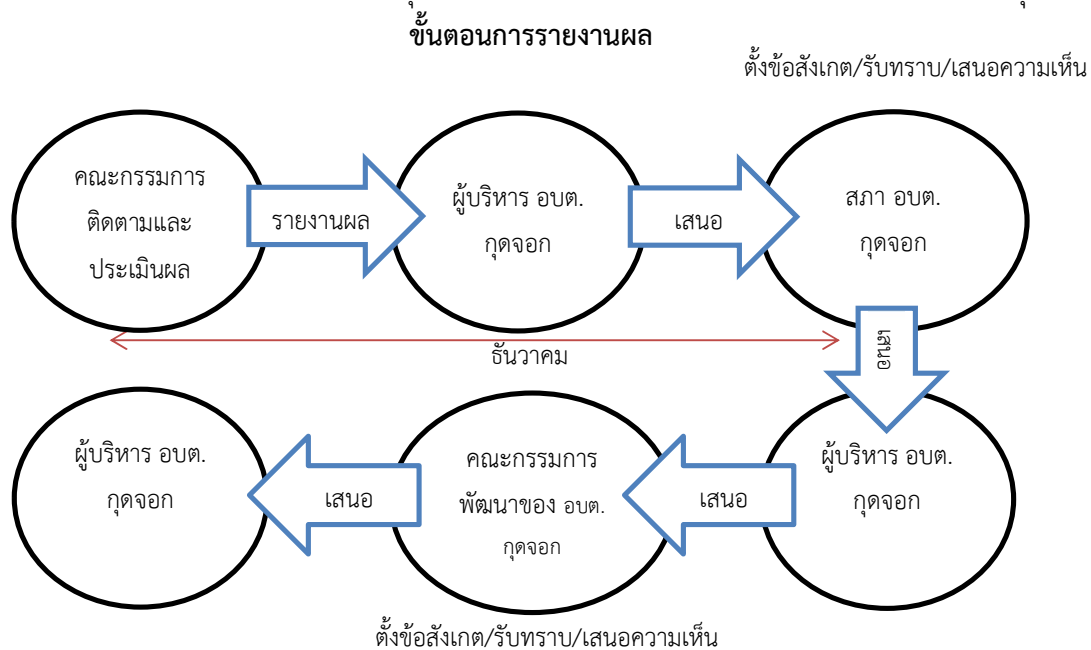 ขั้นตอนการรายงานผล
ตั้งข้อสังเกต/รับทราบ/เสนอความเห็น
คณะกรรมการ
ติดตามและ
ประเมินผล
รายงานผล
ผู้บริหาร อบต.
กุดจอก
เสนอ
สภา อบต.
กุดจอก
ธันวาคม
เสนอ
ผู้บริหาร อบต.
กุดจอก
เสนอ
คณะกรรมการ
พัฒนาของ อบต.
กุดจอก
เสนอ
ผู้บริหาร อบต.
กุดจอก
ตั้งข้อสังเกต/รับทราบ/เสนอความเห็น